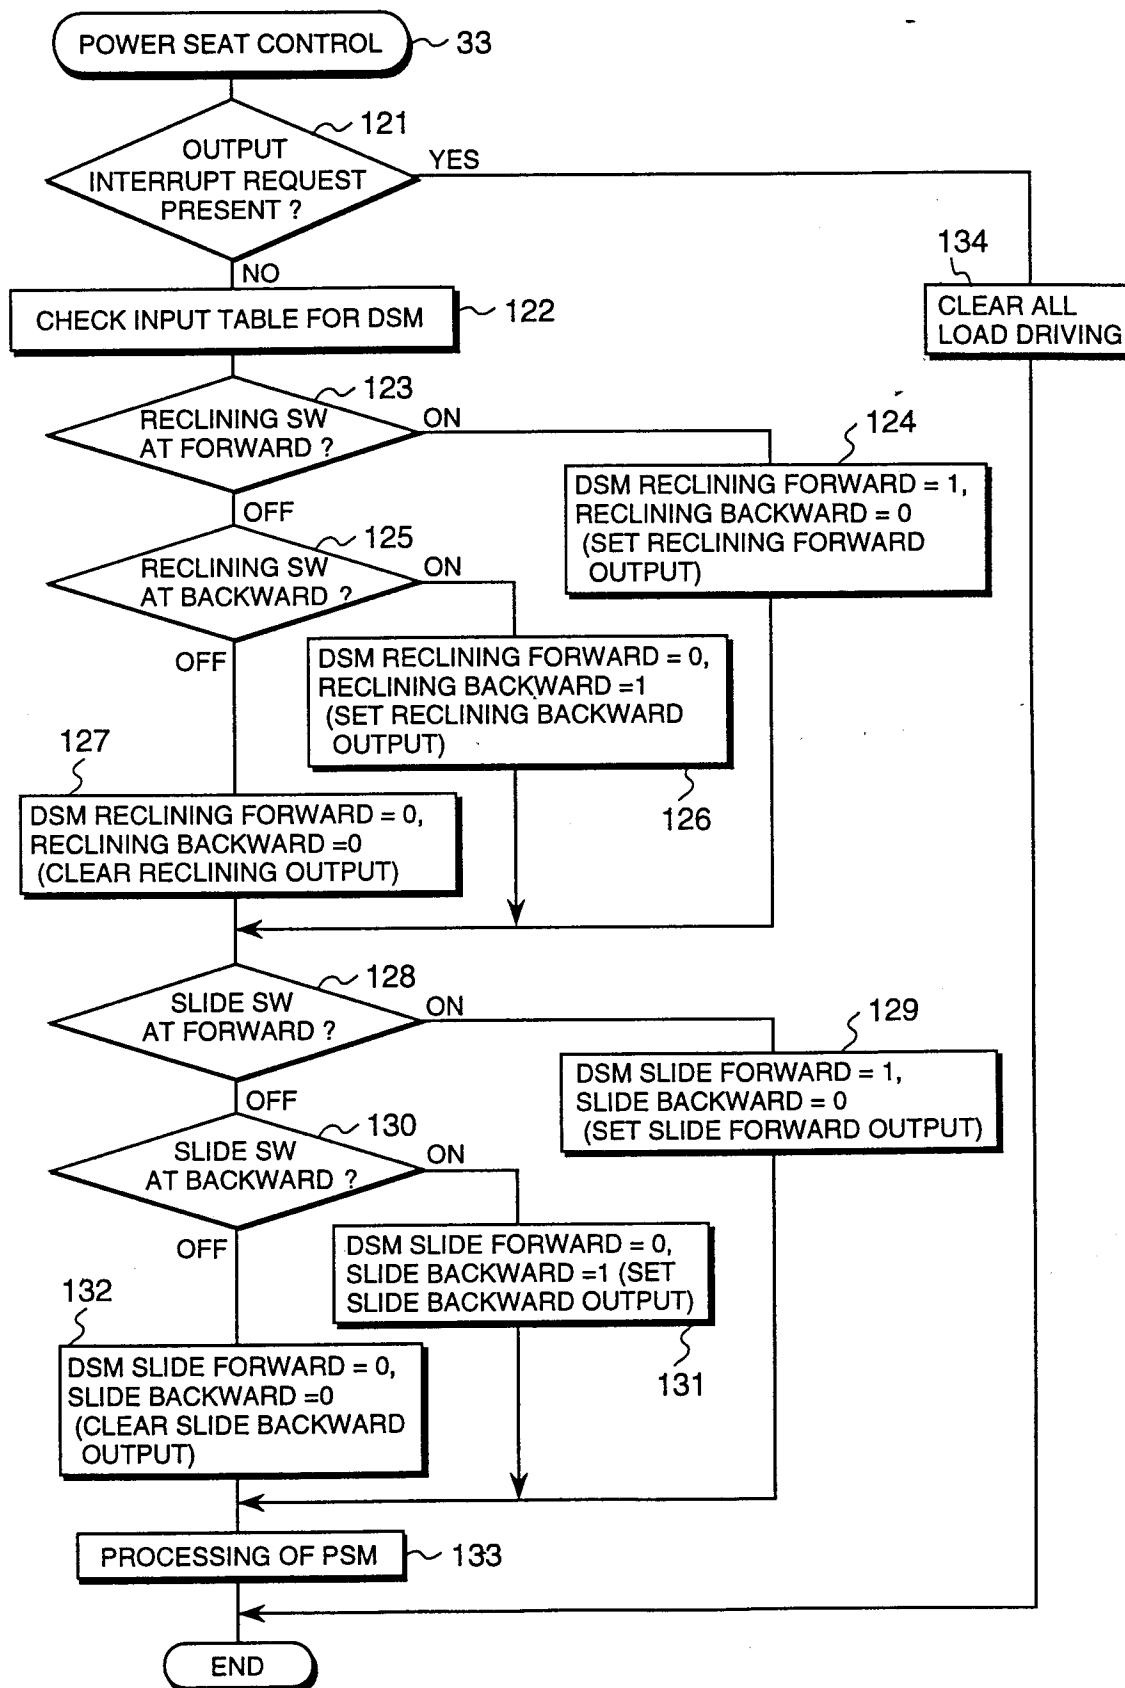 POWER SEAT CONTROL
33
121
OUTPUT
INTERRUPT REQUEST
PRESENT ?
YES
NO
134
CLEAR ALL
LOAD DRIVING
CHECK INPUT TABLE FOR DSM
122
123
RECLINING SW
AT FORWARD ?
ON
OFF
124
DSM RECLINING FORWARD = 1,
RECLINING BACKWARD = 0
(SET RECLINING FORWARD
OUTPUT)
125
RECLINING SW
AT BACKWARD ?
ON
OFF
DSM RECLINING FORWARD = 0,
RECLINING BACKWARD =1
(SET RECLINING BACKWARD
OUTPUT)
126
127
DSM RECLINING FORWARD = 0,
RECLINING BACKWARD =0
(CLEAR RECLINING OUTPUT)
128
SLIDE SW
AT FORWARD ?
ON
OFF
129
DSM SLIDE FORWARD = 1,
SLIDE BACKWARD = 0
(SET SLIDE FORWARD OUTPUT)
130
SLIDE SW
AT BACKWARD ?
ON
OFF
DSM SLIDE FORWARD = 0,
SLIDE BACKWARD =1 (SET
SLIDE BACKWARD OUTPUT)
131
132
DSM SLIDE FORWARD = 0,
SLIDE BACKWARD =0
(CLEAR SLIDE BACKWARD
OUTPUT)
PROCESSING OF PSM
133
END